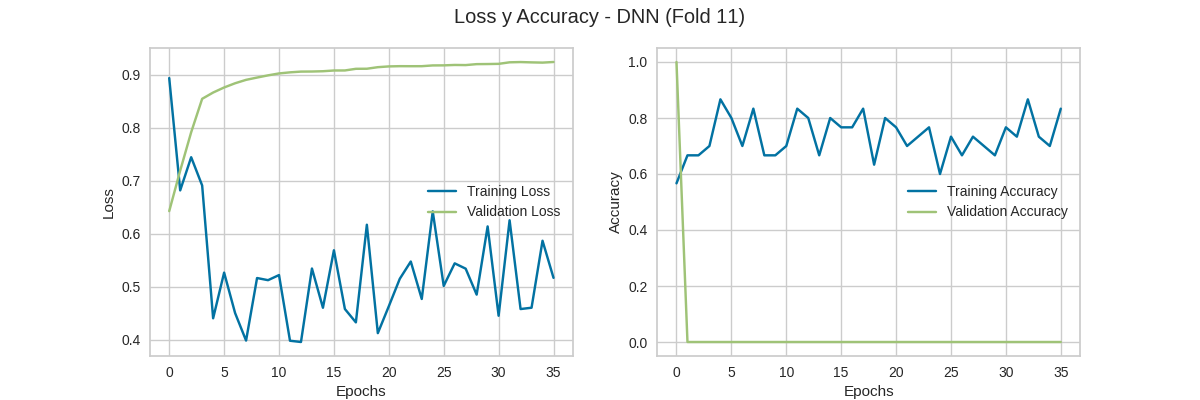 Loss y Accuracy - DNN (Fold 11)
0.9
0.8
0.7
0.6
0.5
0.4
Loss
Training Loss
Validation Loss
0 5 10 15 20 25 30 35
Epochs
1.0
0.8
0.6
0.4
0.2
0.0
Accuracy
Training Accuracy
Validation Accuracy
0 5 10 15 20 25 30 35
Epochs